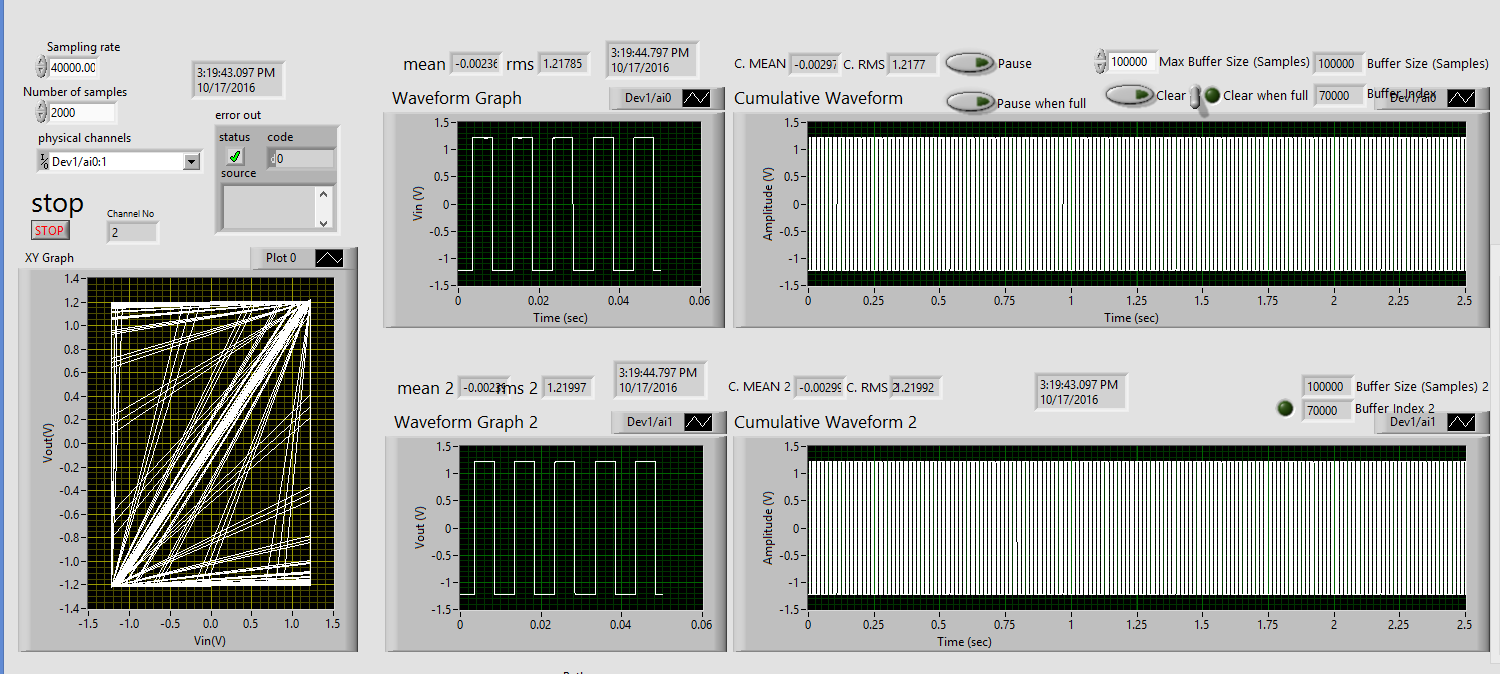 Sampling rate
40000.00
Number of samples
2000
physical channels
Dev1/ai0:1
stop
STOP
Channel No
2
3:19:43.097 PM
10/17/2016
error out
status code
0
source
XY Graph
Plot 0
1.4
1.2
1.0
0.8
0.6
0.4
0.2
0.0
-0.2
-0.4
-0.6
-0.8
-1.0
-1.2
-1.4
Vout(V)
-1.5 -1.0 -0.5 0.0 0.5 1.0 1.5
Vin(V)
mean -0.00236 rms 1.21785
3:19:44.797 PM
10/17/2016
Waveform Graph
Dev1/ai0
1.5
1
0.5
0
-0.5
-1
-1.5
Vin (V)
0 0.02 0.04 0.06
Time (sec)
C. MEAN -0.00297 C. RMS 1.2177
Pause
Pause when full
100000 Max Buffer Size (Samples)
100000 Buffer Size (Samples)
Clear
Clear when full
70000 Buffer Index
Cumulative Waveform
Dev1/ai0
1.5
1
0.5
0
-0.5
-1
-1.5
Amplitude (V)
0 0.25 0.5 0.75 1 1.25 1.5 1.75 2 2.25 2.5
Time (sec)
mean 2 -0.0023 rms 2 1.21997
3:19:44.797 PM
10/17/2016
Waveform Graph 2
Dev1/ai1
1.5
1
0.5
0
-0.5
-1
-1.5
Vout (V)
0 0.02 0.04 0.06
C. MEAN 2 -0.00299 C. RMS 2 1.21992
3:19:43.097 PM
10/17/2016
100000 Buffer Size (Samples) 2
70000 Buffer Index 2
Cumulative Waveform 2
Dev1/ai1
1.5
1
0.5
0
-0.5
-1
-1.5
Amplitude (V)
0 0.25 0.5 0.75 1 1.25 1.5 1.75 2 2.25 2.5
Time (sec)